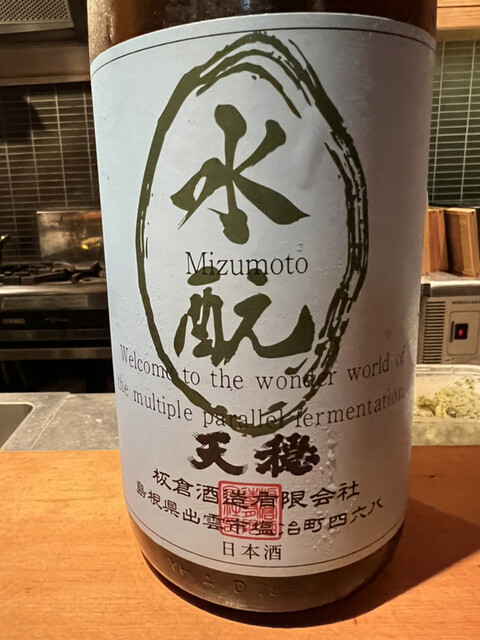 水
Mizumoto
酛
Welcome to the wonder world of
the multiple parallel fermentation.
天穏
板倉酒造有限会社
島根県出雲市塩冶町四六八
日本酒